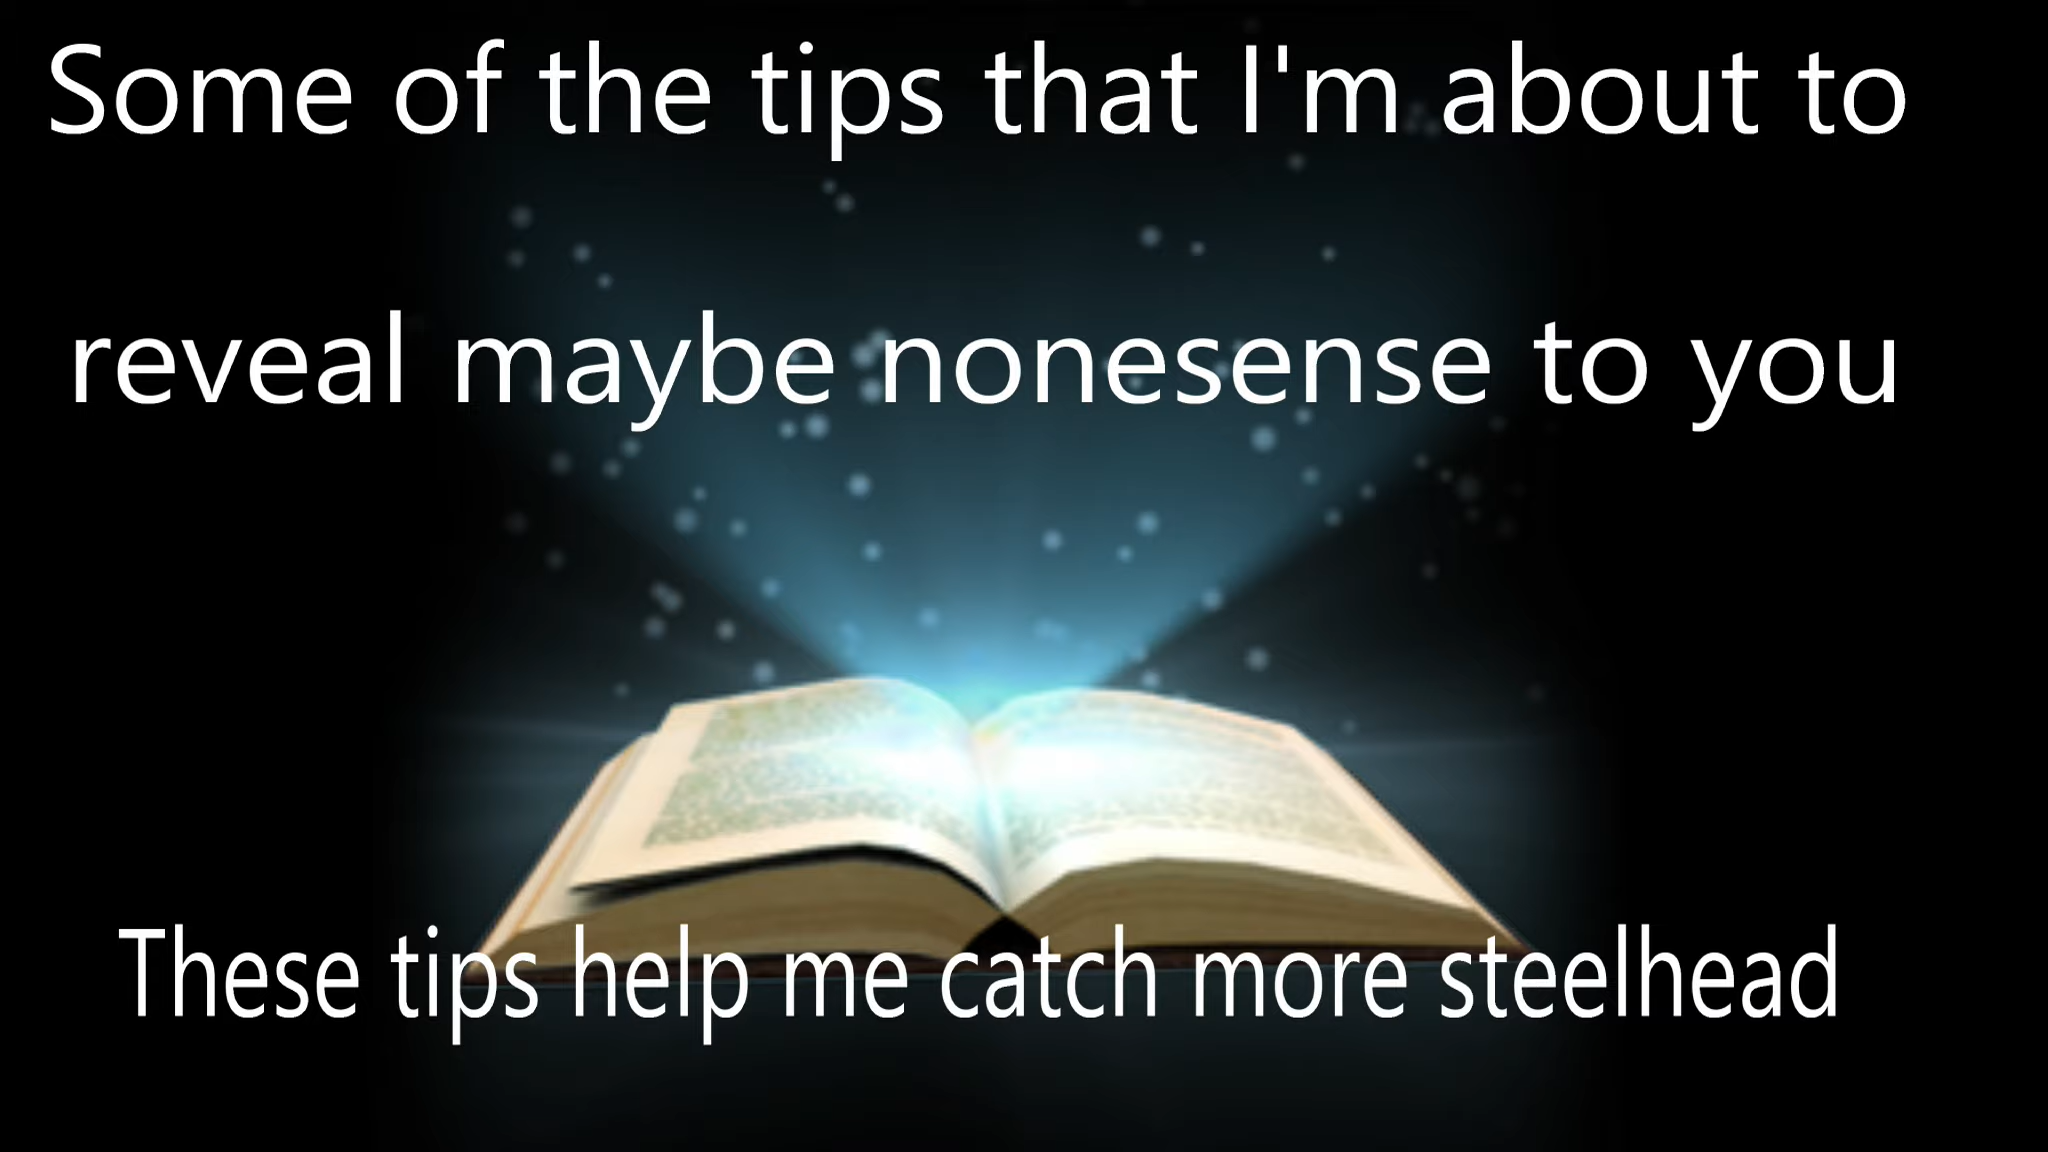 Some of the tips that I'm about to
reveal maybe nonesense to you
These tips help me catch more steelhead